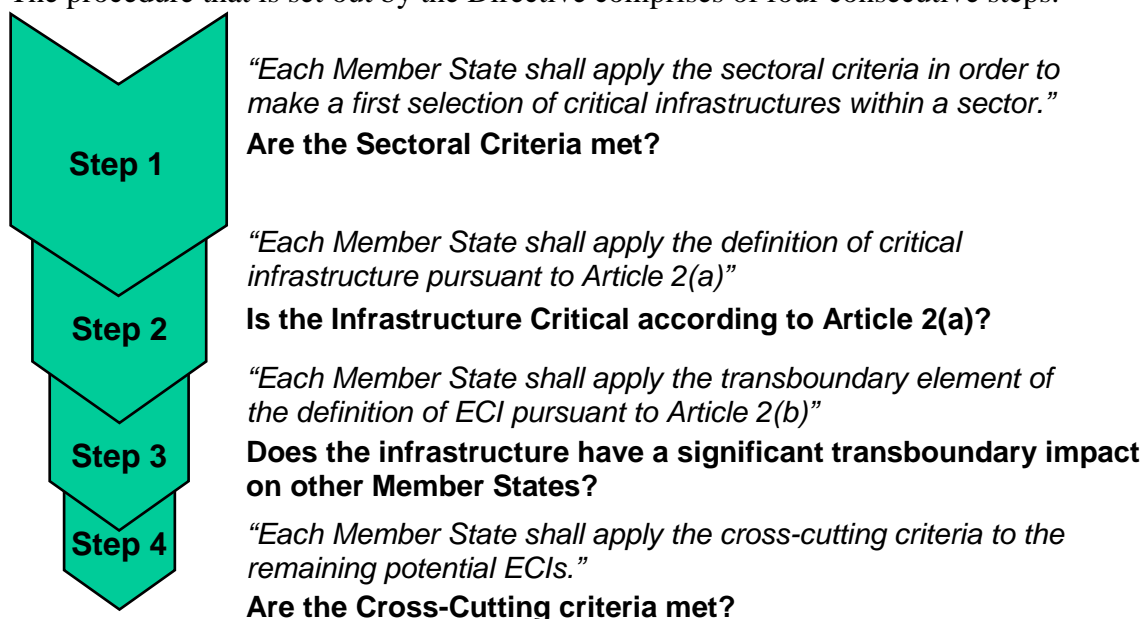 The procedure that is set out by the Directive comprises of four consecutive steps:
“Each Member State shall apply the sectoral criteria in order to
make a first selection of critical infrastructures within a sector.”
Are the Sectoral Criteria met?
Step 1
“Each Member State shall apply the definition of critical
infrastructure pursuant to Article 2(a)”
Is the Infrastructure Critical according to Article 2(a)?
Step 2
“Each Member State shall apply the transboundary element of
the definition of ECI pursuant to Article 2(b)”
Does the infrastructure have a significant transboundary impact
on other Member States?
Step 3
“Each Member State shall apply the cross-cutting criteria to the
remaining potential ECIs.”
Are the Cross-Cutting criteria met?
Step 4